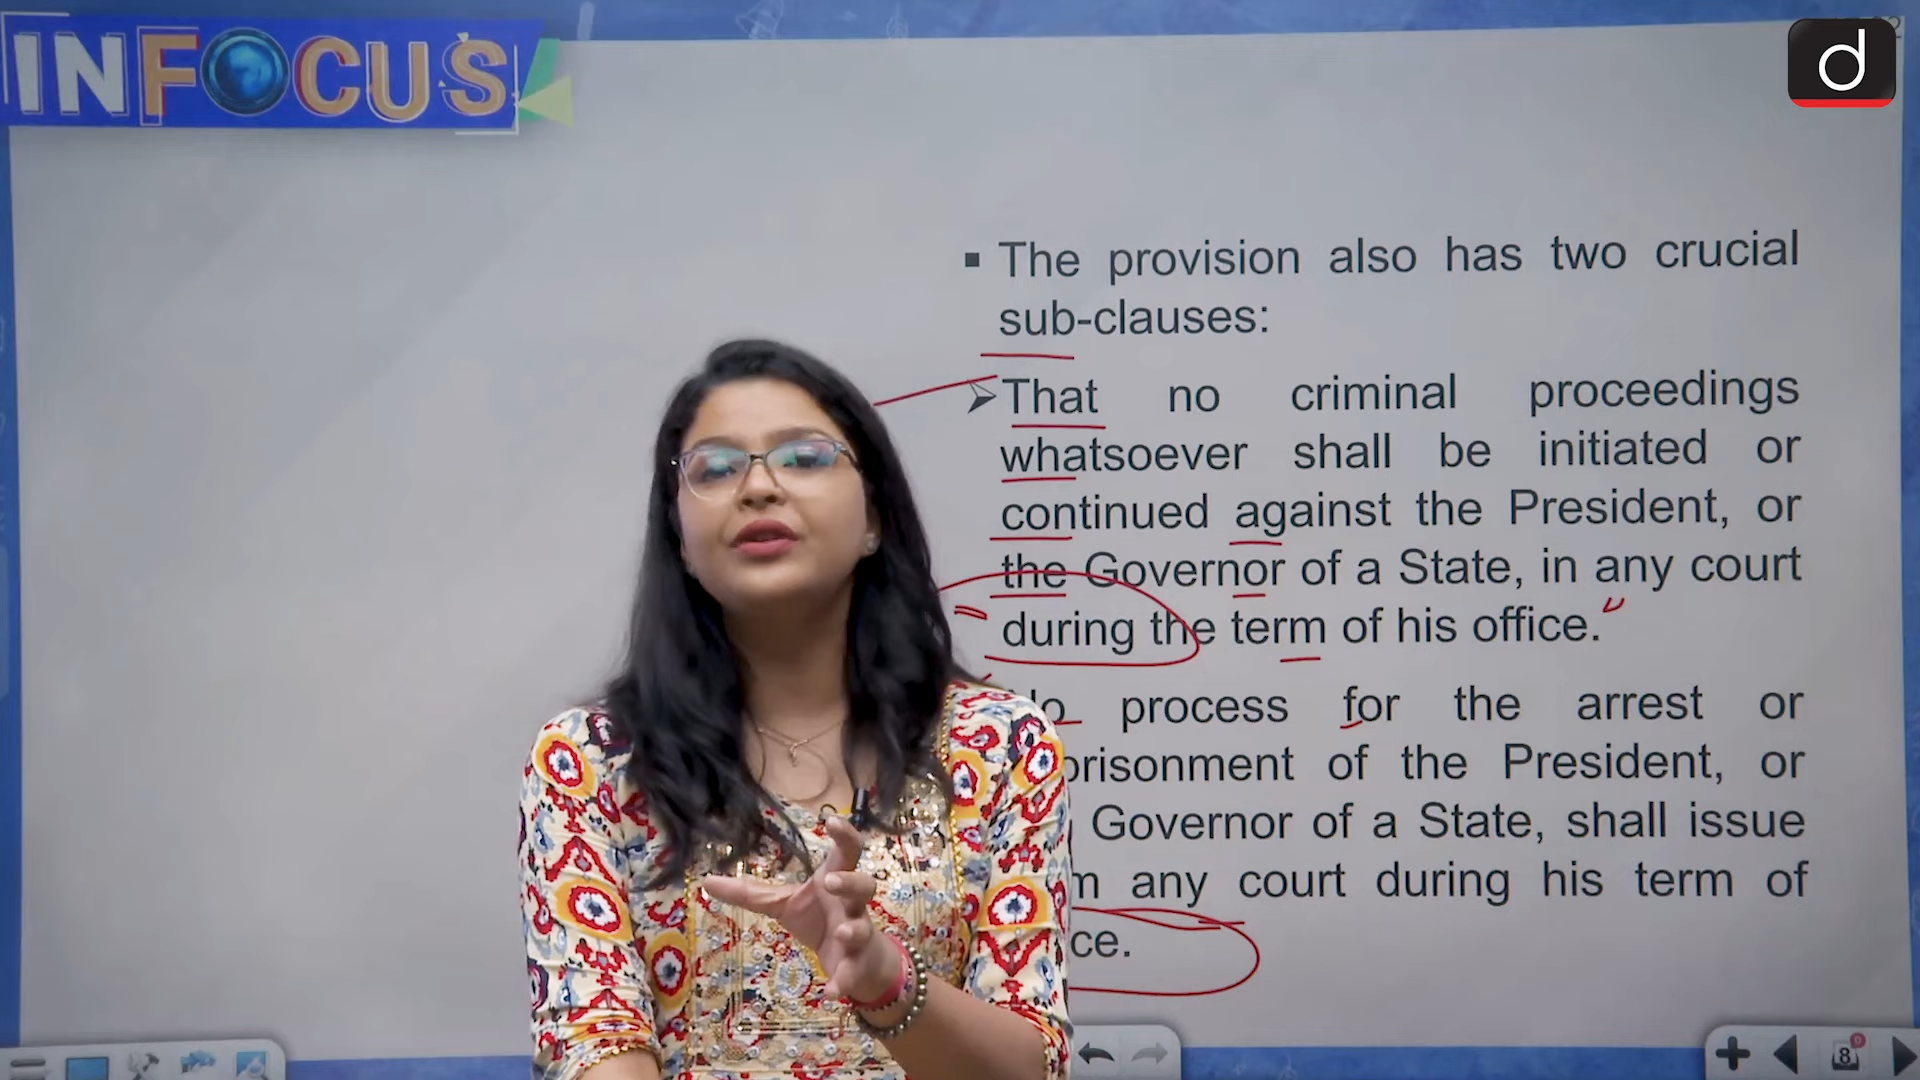 INFOCUS
d
▪ The provision also has two crucial
sub-clauses:
➢ That no criminal proceedings
whatsoever shall be initiated or
continued against the President, or
the Governor of a State, in any court
during the term of his office.
process for the arrest or
of the President, or
Governor of a State, shall issue
any court during his term of
8